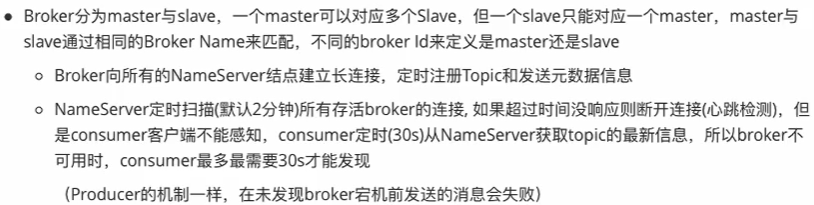 ● Broker分为master与slave，一个master可以对应多个Slave，但一个slave只能对应一个master，master与
slave通过相同的Broker Name来匹配，不同的broker Id来定义是master还是slave
○ Broker向所有的NameServer结点建立长连接，定时注册Topic和发送元数据信息
○ NameServer定时扫描(默认2分钟)所有存活broker的连接, 如果超过时间没响应则断开连接(心跳检测)，但
是consumer客户端不能感知，consumer定时(30s)从NameServer获取topic的最新信息，所以broker不
可用时，consumer最多最需要30s才能发现
（Producer的机制一样，在未发现broker宕机前发送的消息会失败）